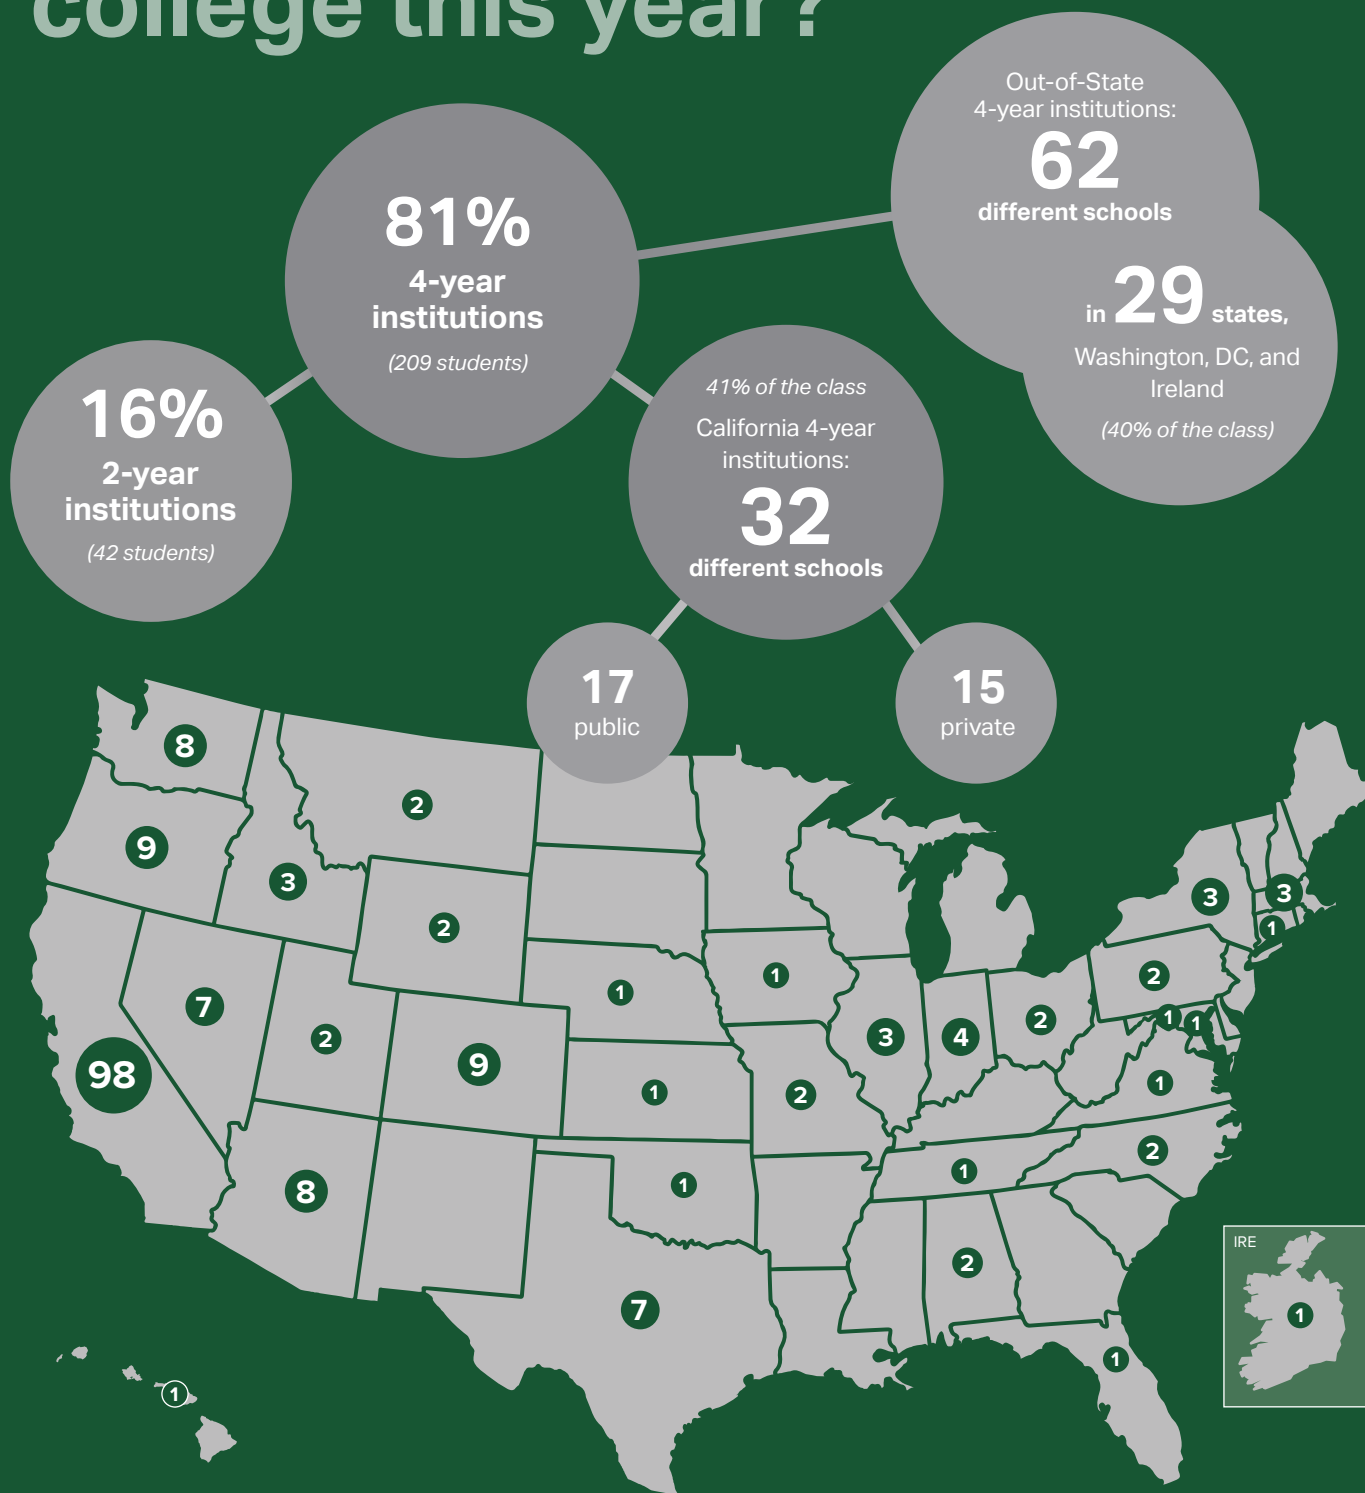 college this year?
Out-of-State
4-year institutions:
62
different schools
in 29 states,
Washington, DC, and
Ireland
(40% of the class)
81%
4-year
institutions
(209 students)
16%
2-year
institutions
(42 students)
41% of the class
California 4-year
institutions:
32
different schools
17
public
15
private
8
2
9
3
2
3
3
1
1
1
2
7
2
9
1
3
4
2
1
1
98
1
2
1
8
1
1
2
2
7
IRE
1
1
1